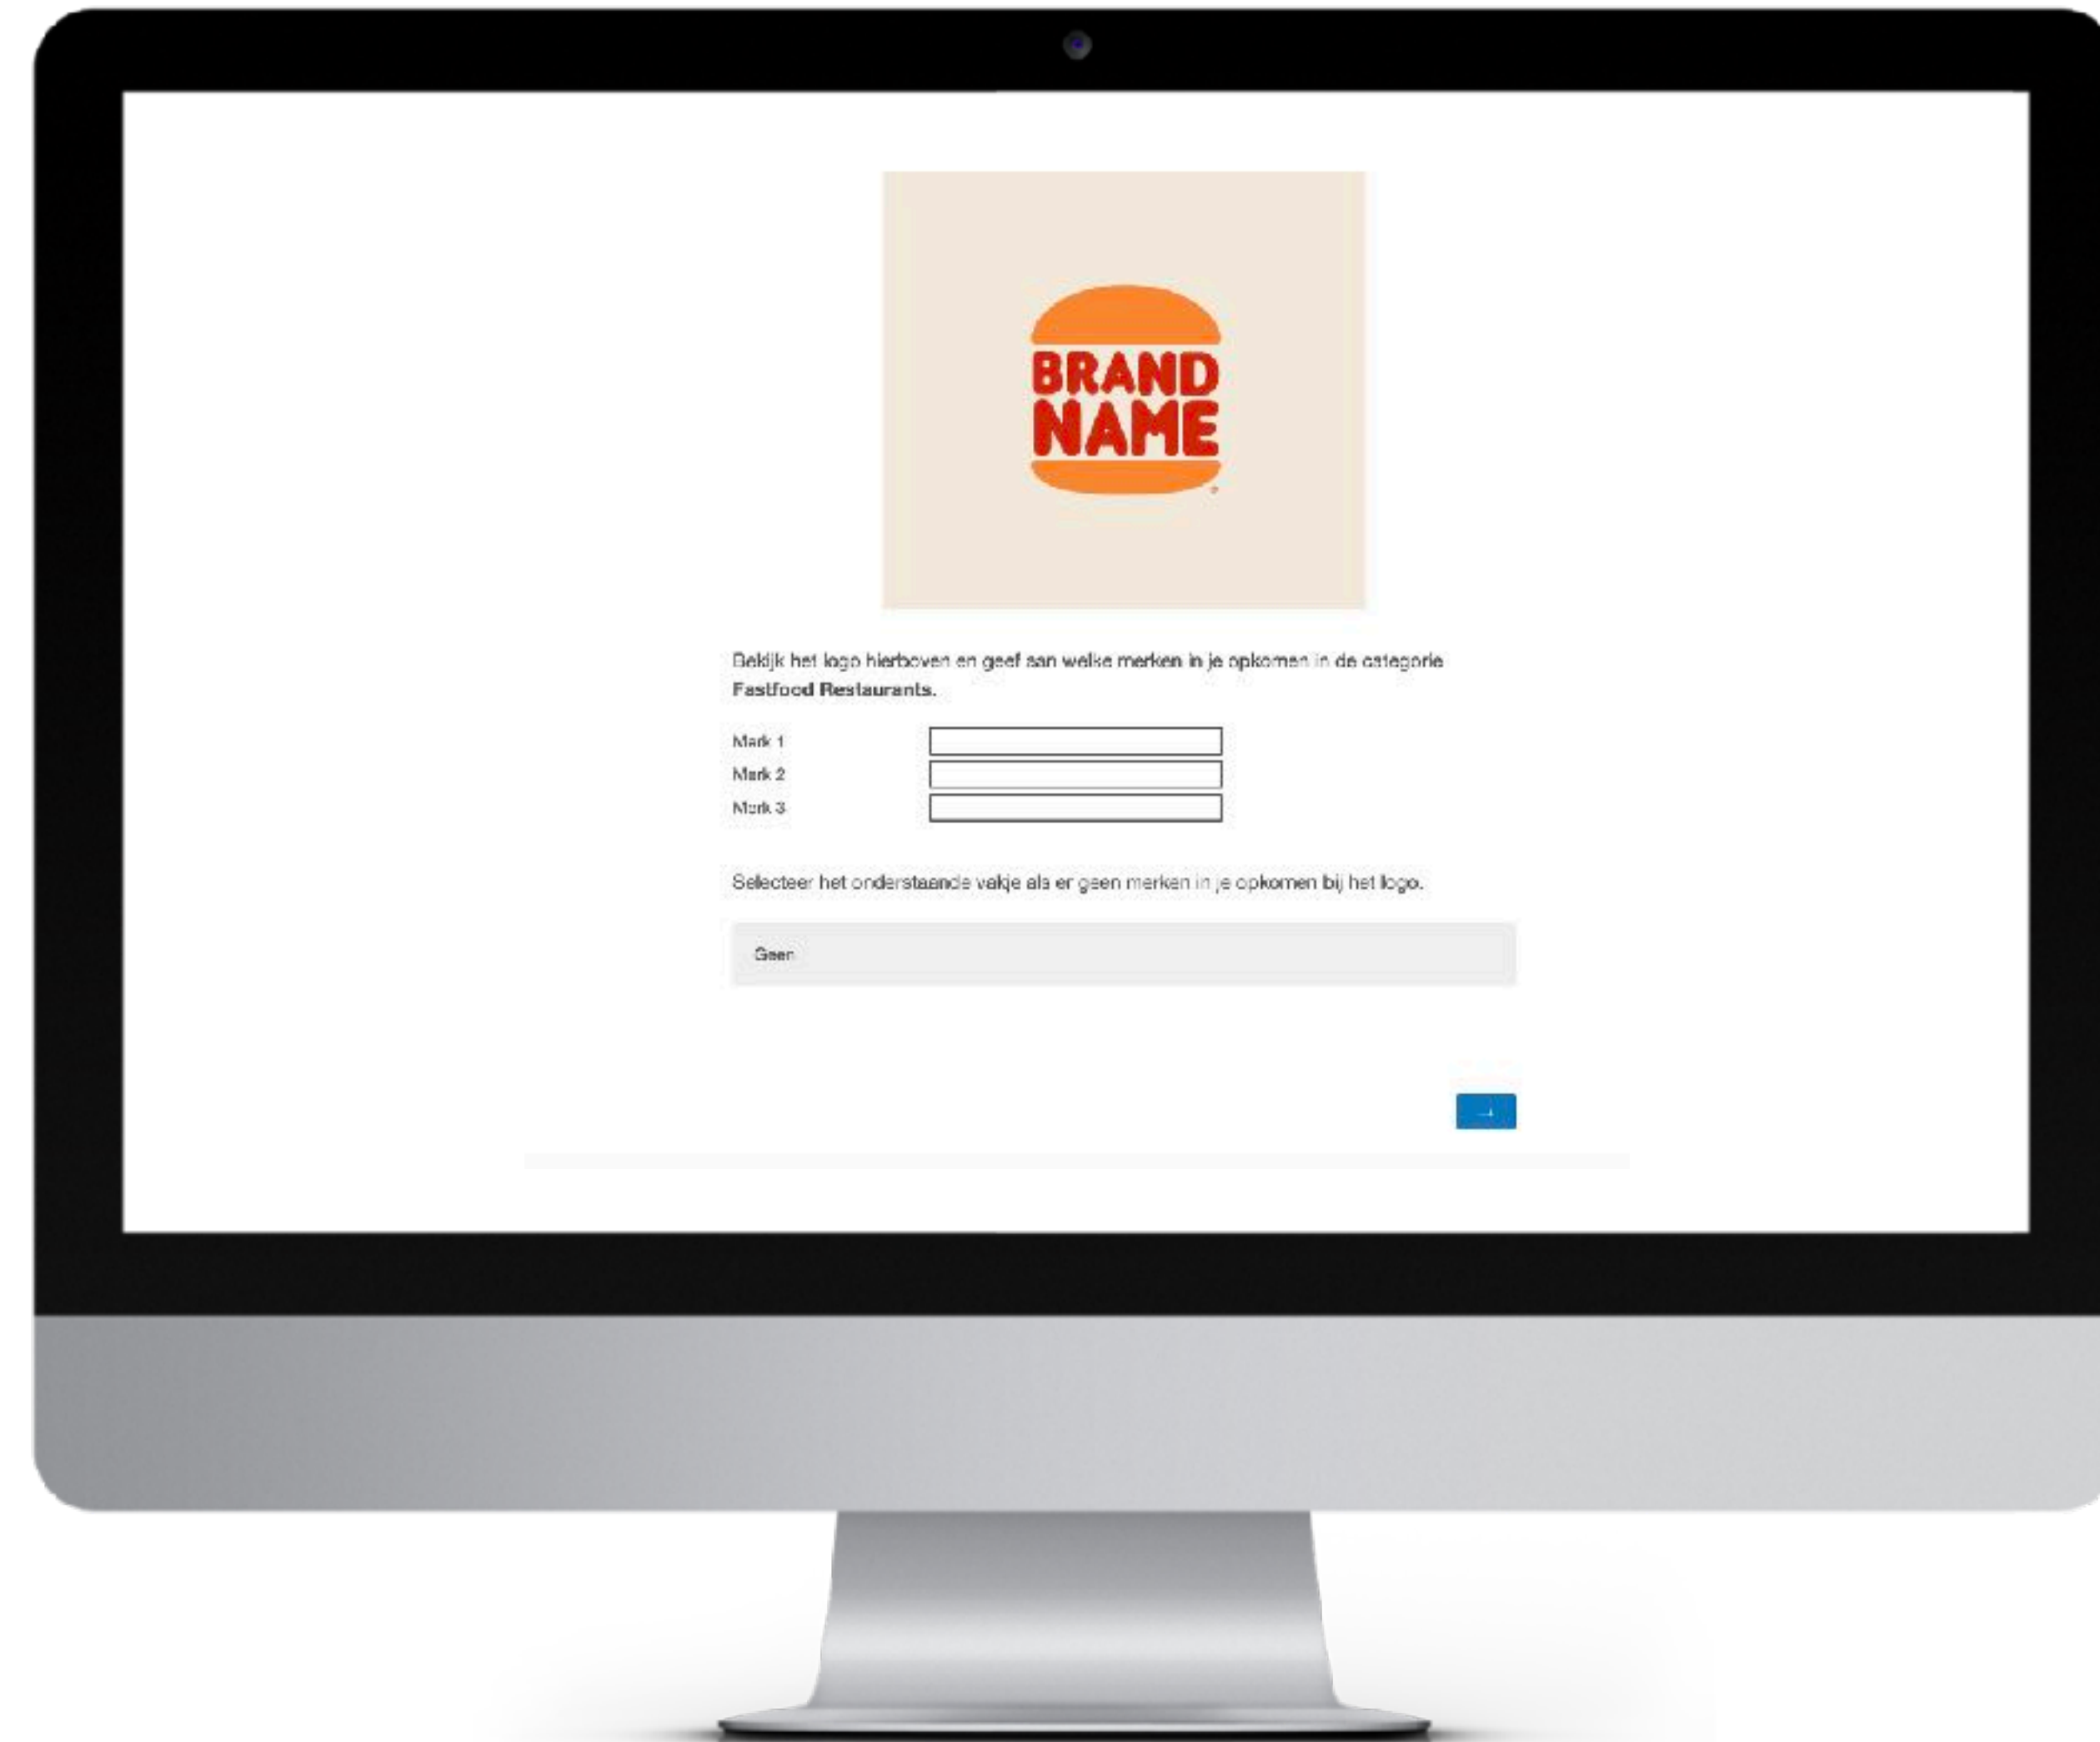 BRAND
NAME
Bekijk het logo hierboven en geef aan welke merken in je opkomen in de categorie
Fastfood Restaurants.
Merk 1
Merk 2
Merk 3
Selecteer het onderstaande vakje als er geen merken in je opkomen bij het logo.
Geen